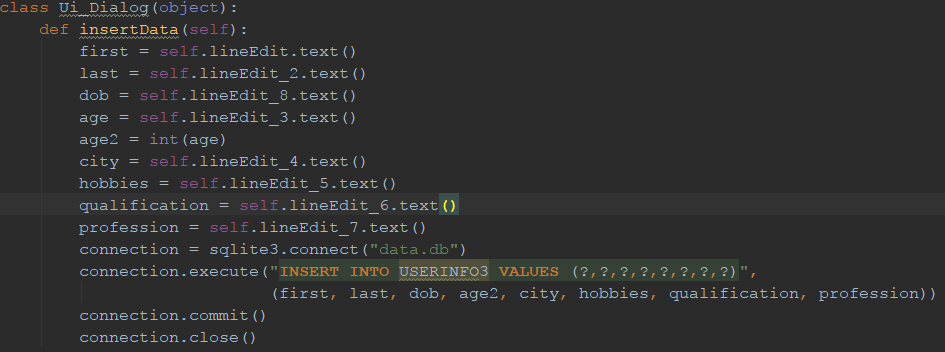 class Ui_Dialog(object):
    def insertData(self):
        first = self.lineEdit.text()
        last = self.lineEdit_2.text()
        dob = self.lineEdit_8.text()
        age = self.lineEdit_3.text()
        age2 = int(age)
        city = self.lineEdit_4.text()
        hobbies = self.lineEdit_5.text()
        qualification = self.lineEdit_6.text()
        profession = self.lineEdit_7.text()
        connection = sqlite3.connect("data.db")
        connection.execute("INSERT INTO USERINFO3 VALUES (?,?,?,?,?,?,?,?)",
                           (first, last, dob, age2, city, hobbies, qualification, profession))
        connection.commit()
        connection.close()